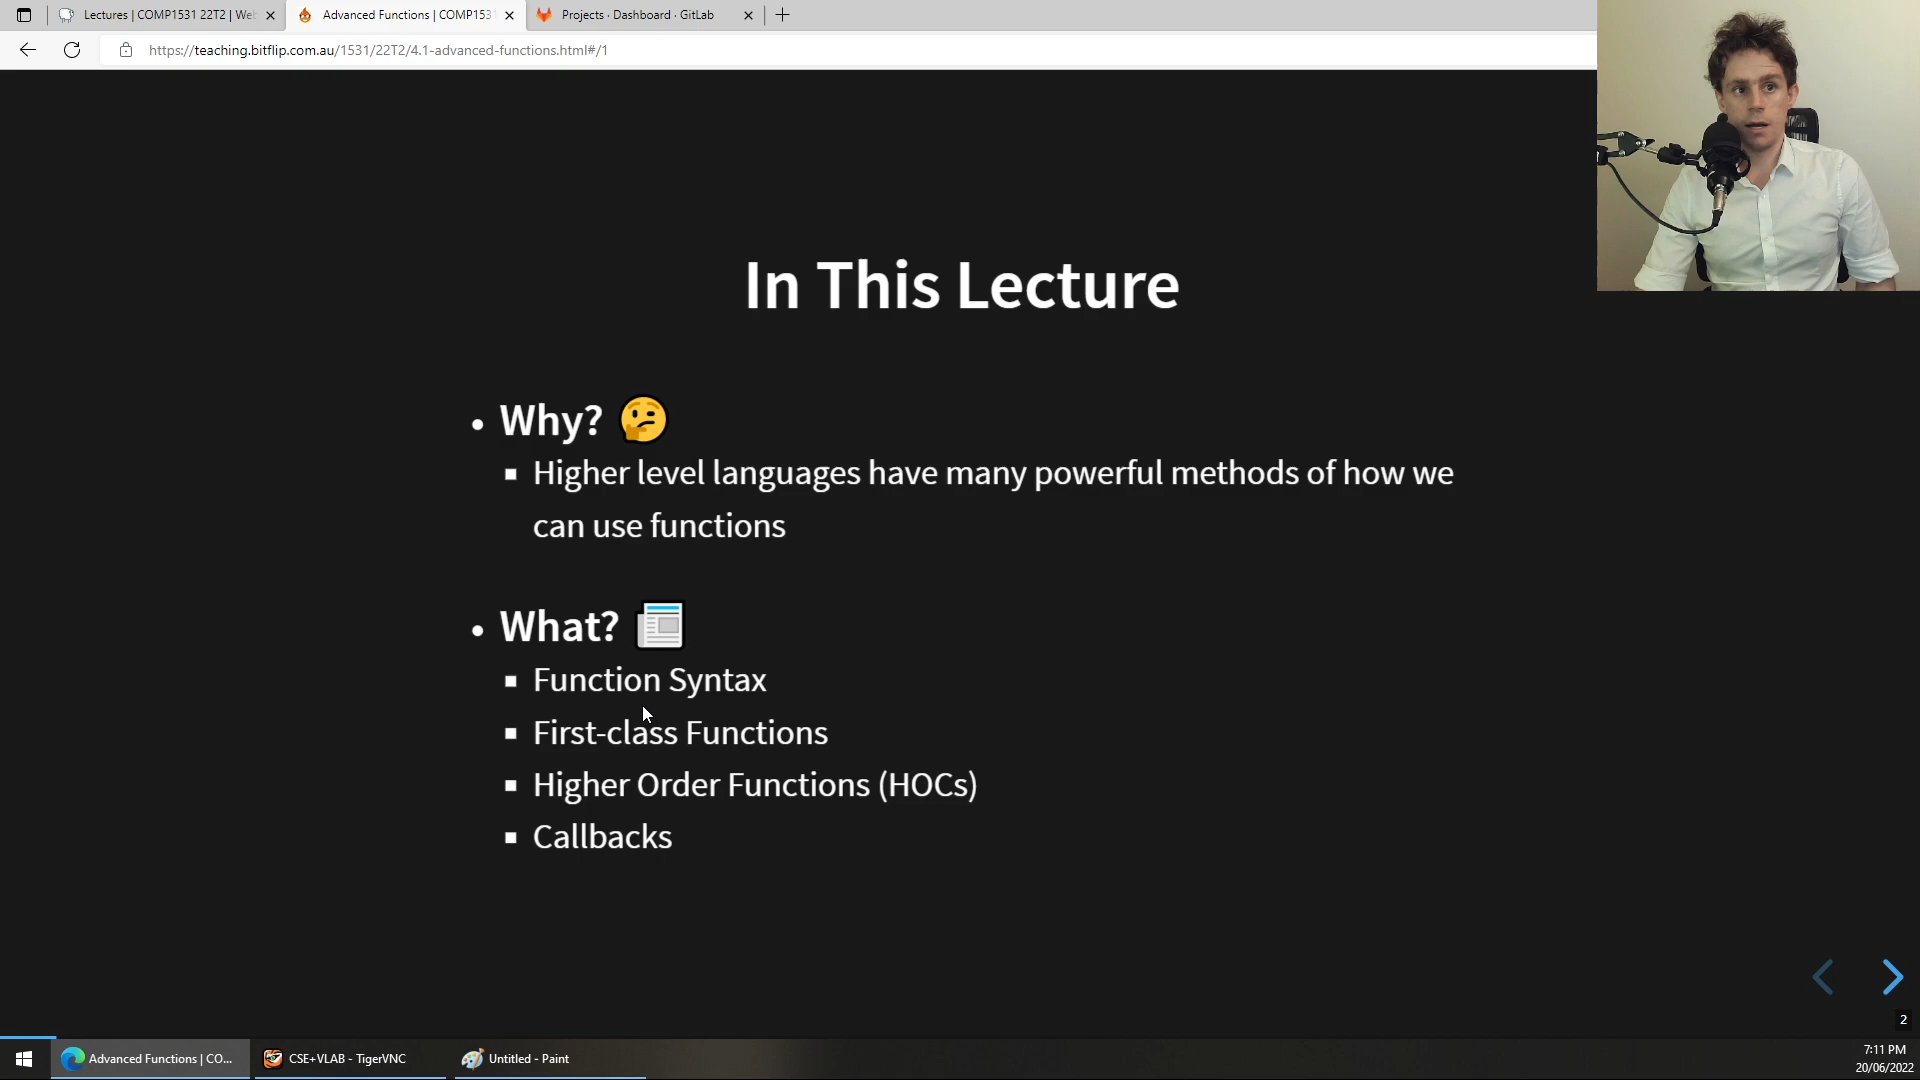 Lectures | COMP1531 22T2 | We
Advanced Functions | COMP153
Projects · Dashboard · GitLab
https://teaching.bitflip.com.au/1531/22T2/4.1-advanced-functions.html#/1
In This Lecture
Why?
Higher level languages have many powerful methods of how we
can use functions
What?
Function Syntax
First-class Functions
Higher Order Functions (HOCs)
Callbacks
2
Advanced Functions | CO...
CSE+VLAB - TigerVNC
Untitled - Paint
7:11 PM
20/06/2022